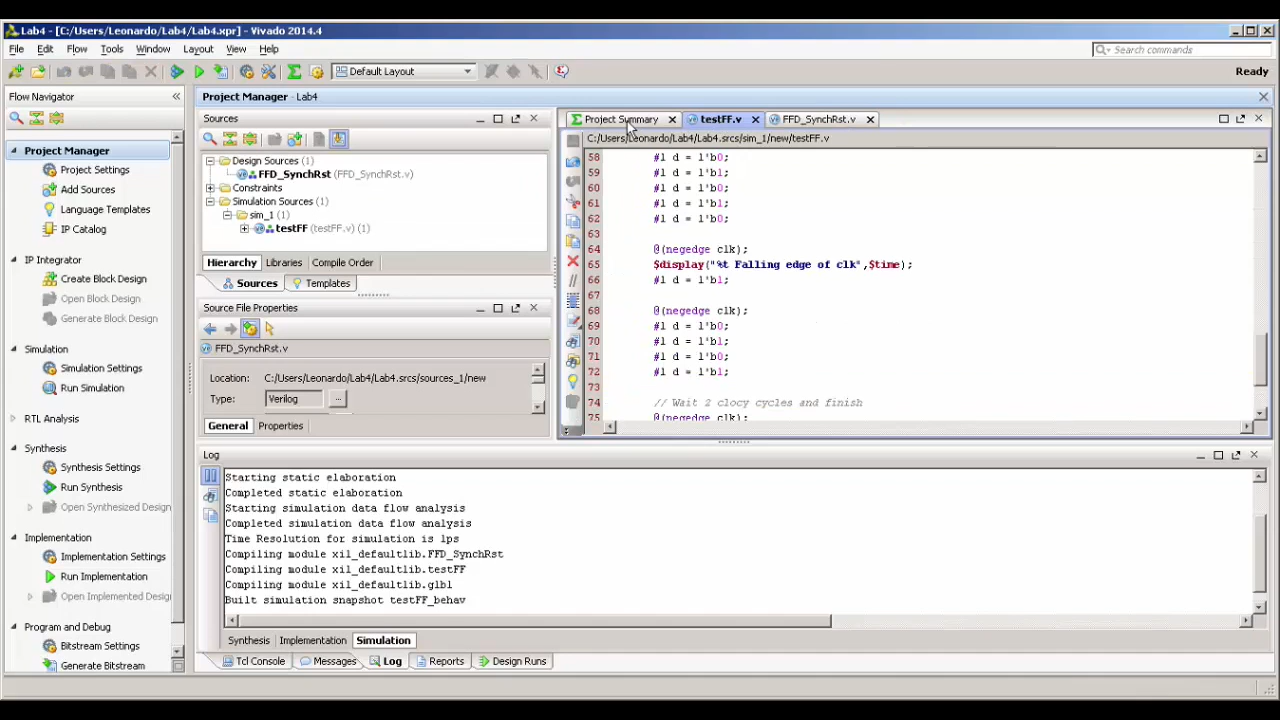 Lab4 - [C:/Users/Leonardo/Lab4/Lab4.xpr] - Vivado 2014.4
File Edit Flow Tools Window Layout View Help
Search commands
Default Layout
Ready
Flow Navigator
Project Manager
Project Settings
Add Sources
Language Templates
IP Catalog
IP Integrator
Create Block Design
Open Block Design
Generate Block Design
Simulation
Simulation Settings
Run Simulation
RTL Analysis
Synthesis
Synthesis Settings
Run Synthesis
Open Synthesized Design
Implementation
Implementation Settings
Run Implementation
Open Implemented Desig
Program and Debug
Bitstream Settings
Generate Bitstream
Project Manager - Lab4
Sources
Design Sources (1)
FFD_SynchRst (FFD_SynchRst.v)
Constraints
Simulation Sources (1)
sim_1 (1)
testFF (testFF.v) (1)
Hierarchy Libraries Compile Order
Sources Templates
Source File Properties
FFD_SynchRst.v
Location: C:/Users/Leonardo/Lab4/Lab4.srcs/sources_1/new
Type: Verilog ...
General Properties
Project Summary testFF.v FFD_SynchRst.v
C:/Users/Leonardo/Lab4/Lab4.srcs/sim_1/new/testFF.v
58 #1 d = 1'b0;
59 #1 d = 1'b1;
60 #1 d = 1'b0;
61 #1 d = 1'b1;
62 #1 d = 1'b0;
63
64 @(negedge clk);
65 $display("%t Falling edge of clk",$time);
66 #1 d = 1'b1;
67
68 @(negedge clk);
69 #1 d = 1'b0;
70 #1 d = 1'b1;
71 #1 d = 1'b0;
72 #1 d = 1'b1;
73
74 // Wait 2 clocy cycles and finish
75 @(negedge clk);
Log
Starting static elaboration
Completed static elaboration
Starting simulation data flow analysis
Completed simulation data flow analysis
Time Resolution for simulation is 1ps
Compiling module xil_defaultlib.FFD_SynchRst
Compiling module xil_defaultlib.testFF
Compiling module xil_defaultlib.glbl
Built simulation snapshot testFF_behav
Synthesis Implementation Simulation
Tcl Console Messages Log Reports Design Runs